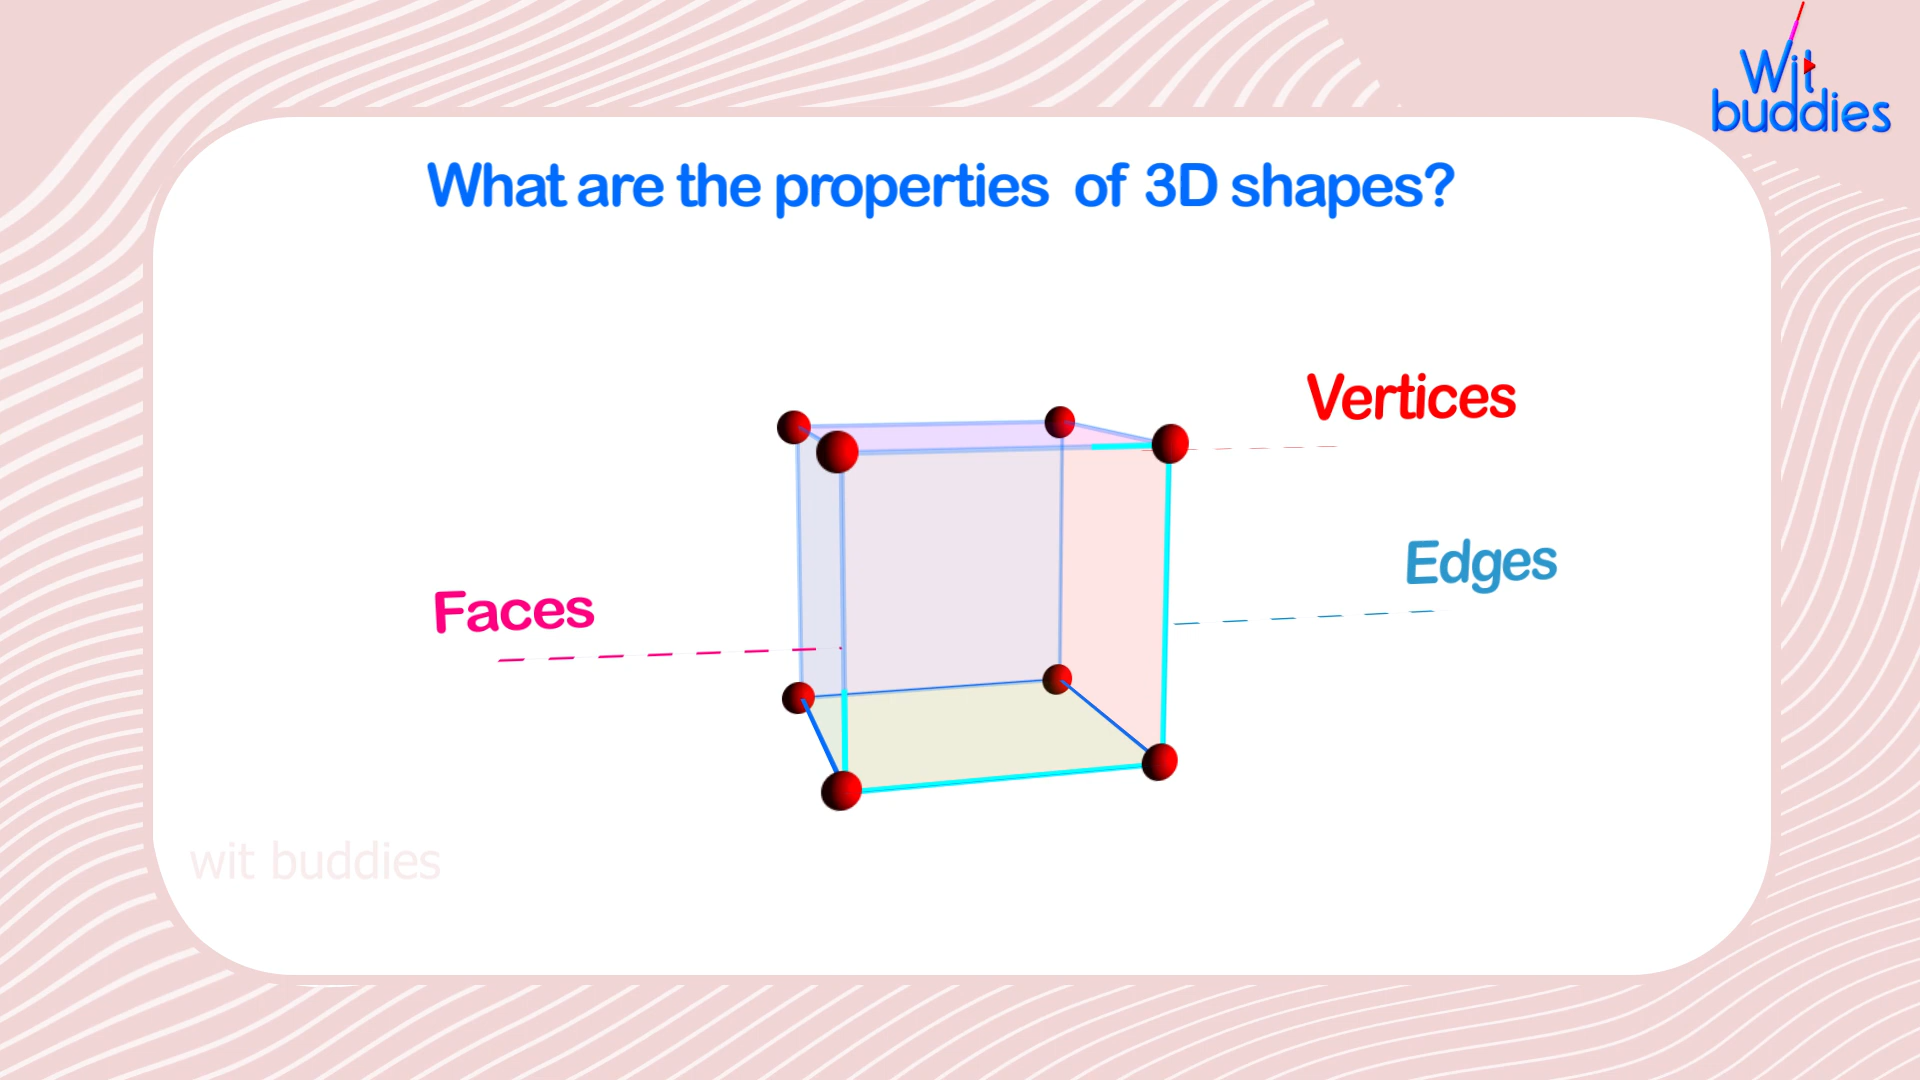 Wit
buddies
What are the properties of 3D shapes?
Vertices
Edges
Faces
wit buddies